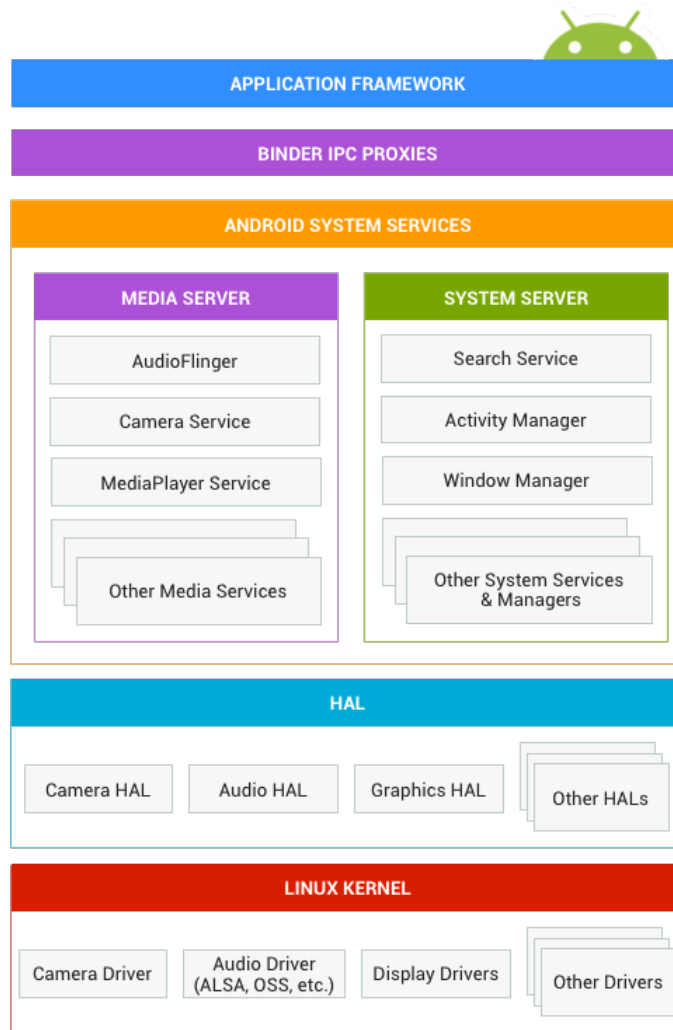 APPLICATION FRAMEWORK
BINDER IPC PROXIES
ANDROID SYSTEM SERVICES
MEDIA SERVER
AudioFlinger
Camera Service
MediaPlayer Service
Other Media Services
SYSTEM SERVER
Search Service
Activity Manager
Window Manager
Other System Services
& Managers
HAL
Camera HAL
Audio HAL
Graphics HAL
Other HALs
LINUX KERNEL
Camera Driver
Audio Driver
(ALSA, OSS, etc.)
Display Drivers
Other Drivers